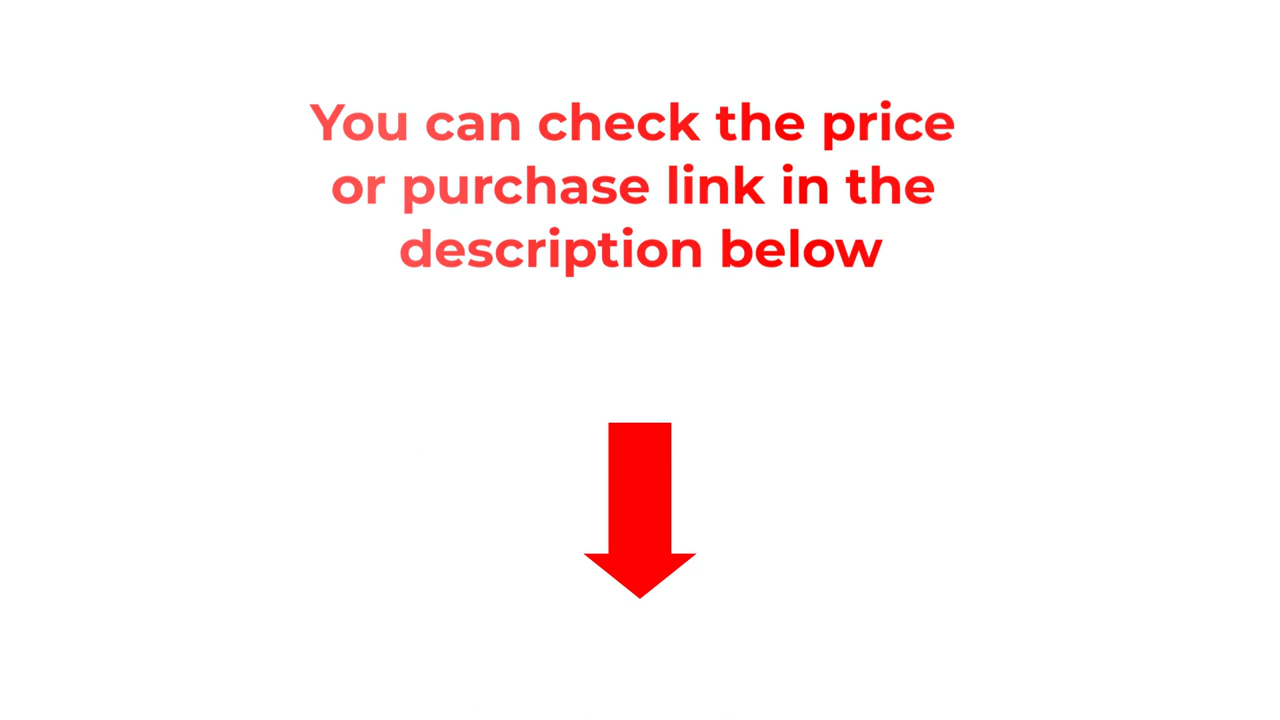 You can check the price
or purchase link in the
description below